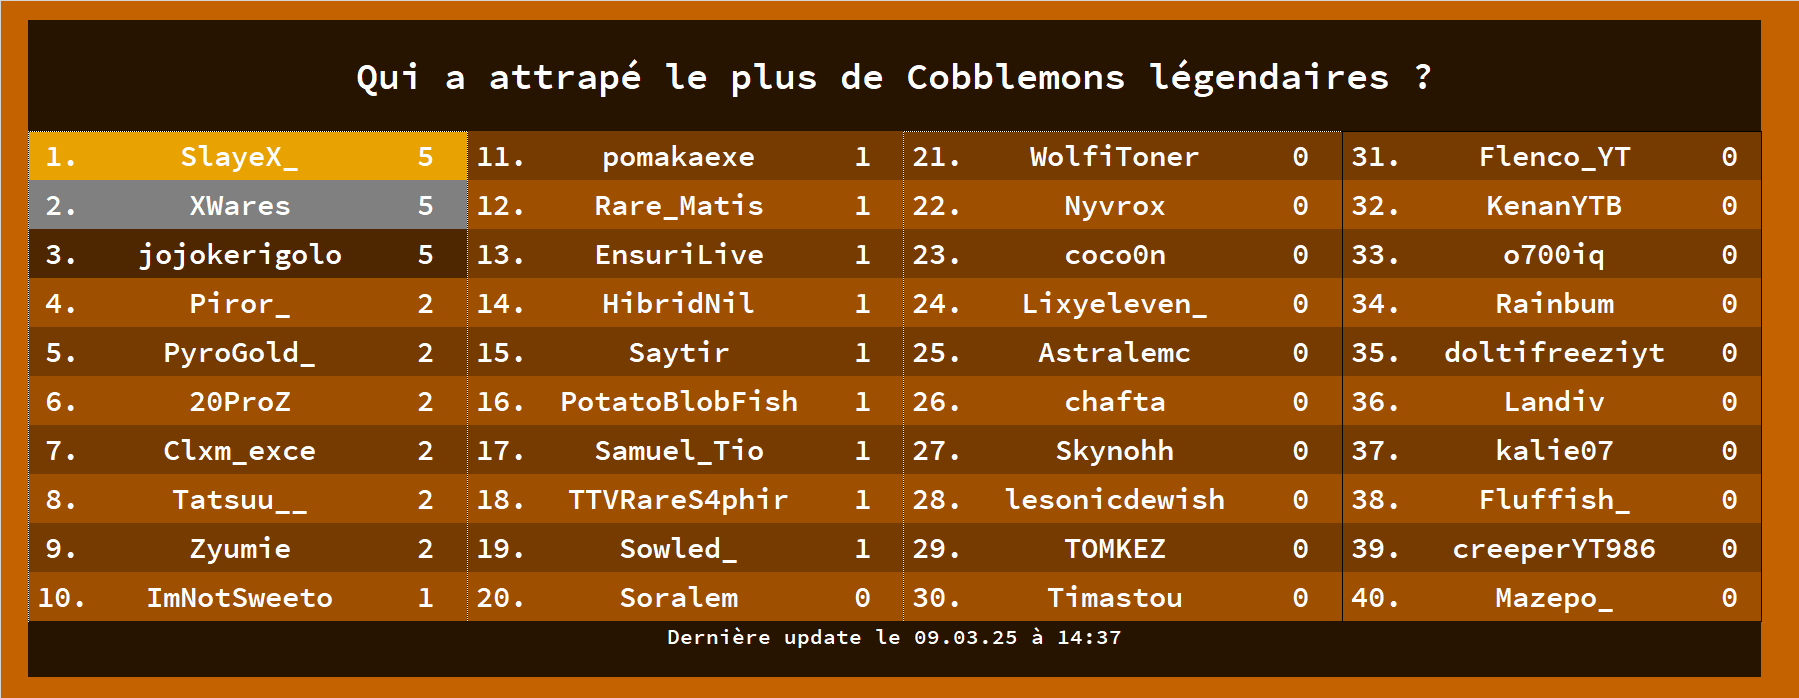 Qui a attrapé le plus de Cobblemons légendaires ?
1. SlayeX_ 5
2. XWares 5
3. jojokerigolo 5
4. Piror_ 2
5. PyroGold_ 2
6. 20ProZ 2
7. Clxm_exce 2
8. Tatsuu__ 2
9. Zyumie 2
10. ImNotSweeto 1
11. pomakaexe 1
12. Rare_Matis 1
13. EnsuriLive 1
14. HibridNil 1
15. Saytir 1
16. PotatoBlobFish 1
17. Samuel_Tio 1
18. TTVRareS4phir 1
19. Sowled_ 1
20. Soralem 0
21. WolfiToner 0
22. Nyvrox 0
23. coco0n 0
24. Lixyeleven_ 0
25. Astralemc 0
26. chafta 0
27. Skynohh 0
28. lesonicdewish 0
29. TOMKEZ 0
30. Timastou 0
31. Flenco_YT 0
32. KenanYTB 0
33. o700iq 0
34. Rainbum 0
35. doltifreeziyt 0
36. Landiv 0
37. kalie07 0
38. Fluffish_ 0
39. creeperYT986 0
40. Mazepo_ 0
Dernière update le 09.03.25 à 14:37